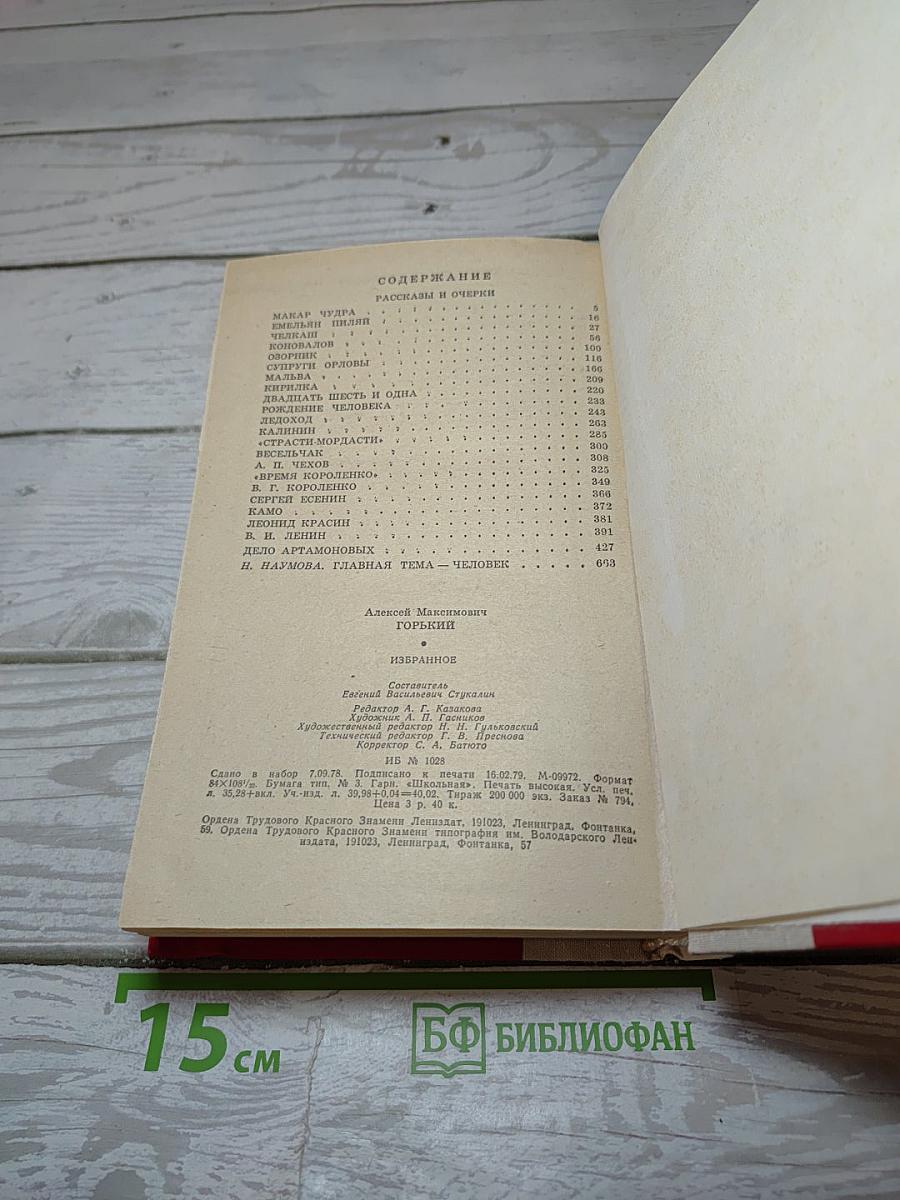 СОДЕРЖАНИЕ
РАССКАЗЫ И ОЧЕРКИ
МАКАР ЧУДРА . . . . . . . . . . . . 5
ЕМЕЛЬЯН ПИЛЯЙ . . . . . . . . . . . . 16
ЧЕЛКАШ . . . . . . . . . . . . 27
КОНОВАЛОВ . . . . . . . . . . . . 56
ОЗОРНИК . . . . . . . . . . . . 100
СУПРУГИ ОРЛОВЫ . . . . . . . . . . . . 116
МАЛЬВА . . . . . . . . . . . . 166
КИРИЛКА . . . . . . . . . . . . 209
ДВАДЦАТЬ ШЕСТЬ И ОДНА . . . . . . . . . . . . 220
РОЖДЕНИЕ ЧЕЛОВЕКА . . . . . . . . . . . . 233
ЛЕДОХОД . . . . . . . . . . . . 243
КАЛИНИН . . . . . . . . . . . . 263
«СТРАСТИ-МОРДАСТИ» . . . . . . . . . . . . 285
ВЕСЕЛЬЧАК . . . . . . . . . . . . 300
А. П. ЧЕХОВ . . . . . . . . . . . . 308
«ВРЕМЯ КОРОЛЕНКО» . . . . . . . . . . . . 325
В. Г. КОРОЛЕНКО . . . . . . . . . . . . 349
СЕРГЕЙ ЕСЕНИН . . . . . . . . . . . . 366
КАМО . . . . . . . . . . . . 372
ЛЕОНИД КРАСИН . . . . . . . . . . . . 381
В. И. ЛЕНИН . . . . . . . . . . . . 391
ДЕЛО АРТАМОНОВЫХ . . . . . . . . . . . . 427
Н. НАУМОВА. ГЛАВНАЯ ТЕМА — ЧЕЛОВЕК . . . . . 663
Алексей Максимович
ГОРЬКИЙ
•
ИЗБРАННОЕ
Составитель
Евгений Васильевич Стукалин
Редактор А. Г. Казакова
Художник А. П. Гасников
Художественный редактор Н. Н. Гульковский
Технический редактор Г. В. Преснова
Корректор С. А. Батюто
ИБ № 1028
Сдано в набор 7.09.78. Подписано к печати 16.02.79. М-09972. Формат
84×108¹/₃₂. Бумага тип. № 3. Гарн. «Школьная». Печать высокая. Усл. печ.
л. 35,28+вкл. Уч.-изд. л. 39,98+0,04=40,02. Тираж 200 000 экз. Заказ № 794.
Цена 3 р. 40 к.
Ордена Трудового Красного Знамени Лениздат, 191023, Ленинград, Фонтанка,
59. Ордена Трудового Красного Знамени типография им. Володарского Лен-
издата, 191023, Ленинград, Фонтанка, 57
15 см
БФ БИБЛИОФАН